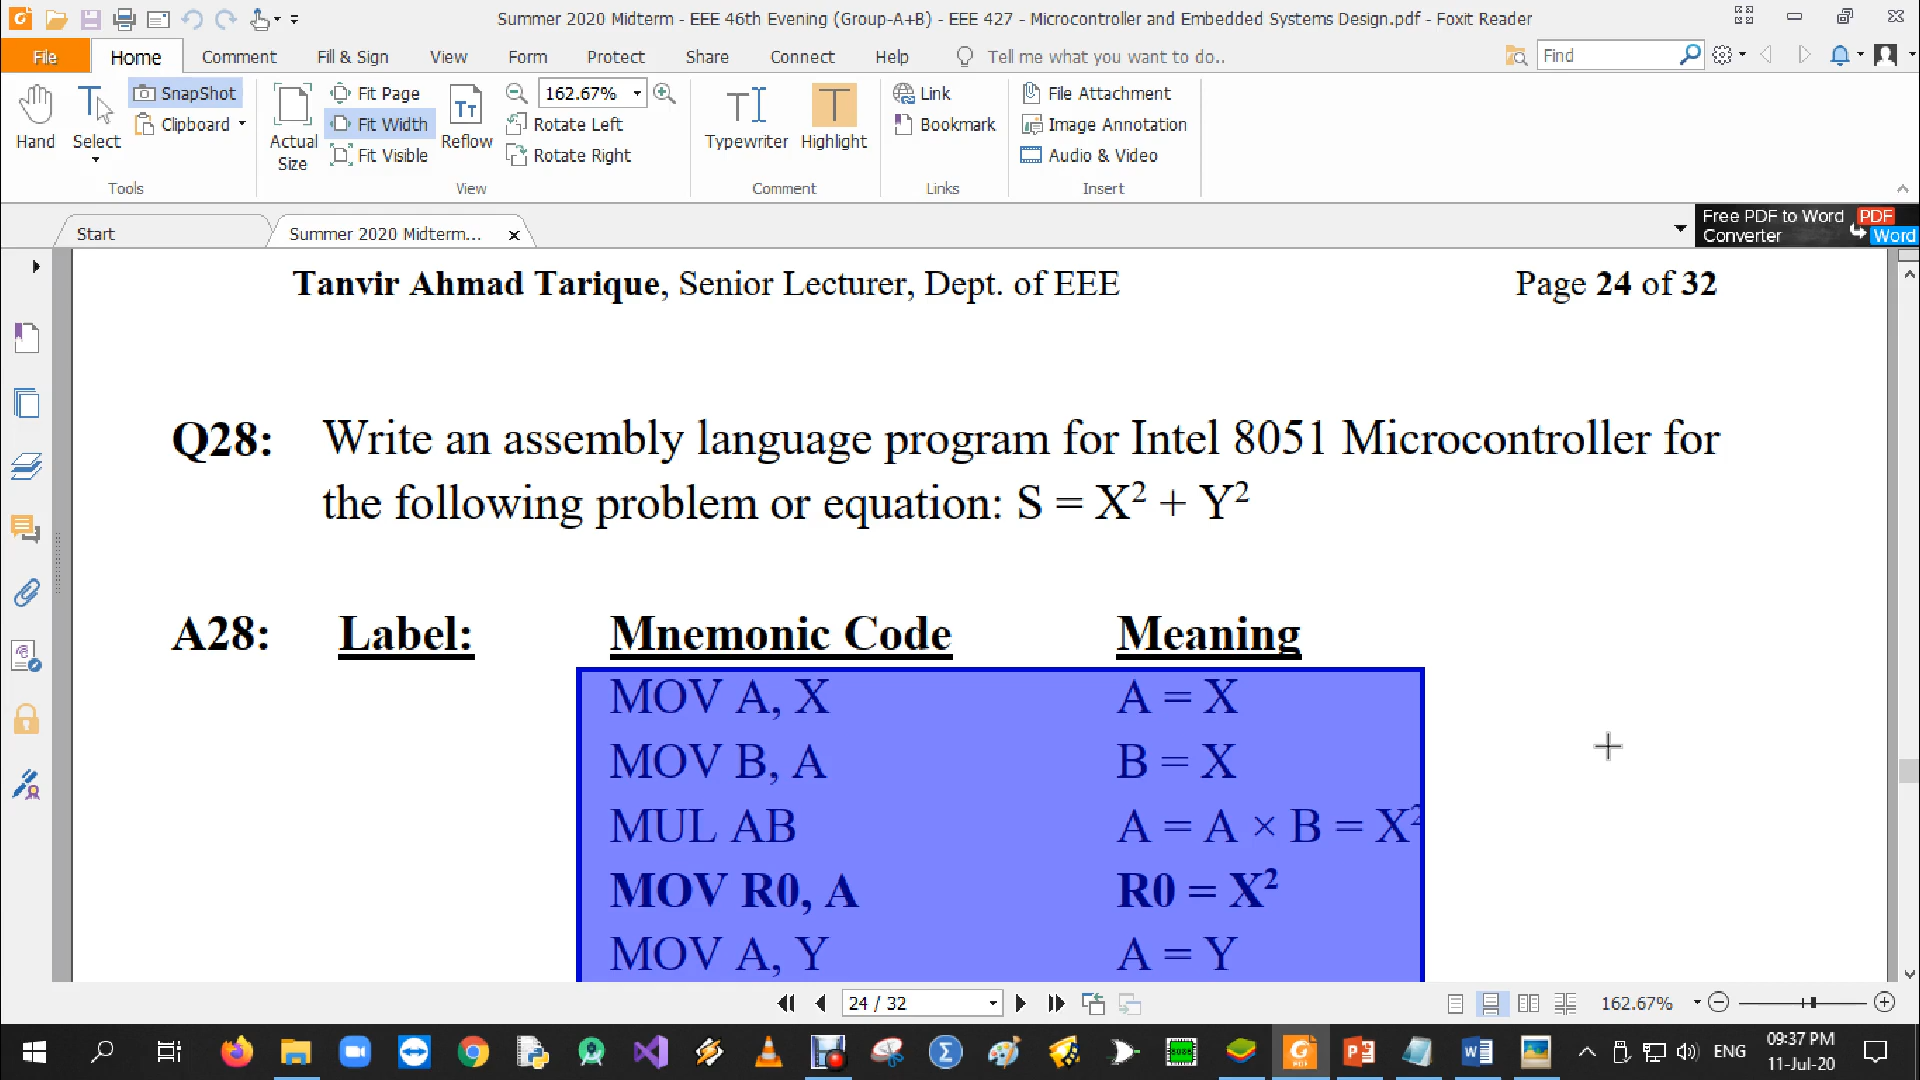 Summer 2020 Midterm - EEE 46th Evening (Group-A+B) - EEE 427 - Microcontroller and Embedded Systems Design.pdf - Foxit Reader
File Home Comment Fill & Sign View Form Protect Share Connect Help Tell me what you want to do.. Find
Hand
Select
SnapShot
Clipboard
Tools
Actual Size
Fit Page
Fit Width
Fit Visible
Reflow
162.67%
Rotate Left
Rotate Right
View
Typewriter
Highlight
Comment
Link
Bookmark
Links
File Attachment
Image Annotation
Audio & Video
Insert
Start
Summer 2020 Midterm...
Free PDF to Word Converter
PDF
Word
Tanvir Ahmad Tarique, Senior Lecturer, Dept. of EEE Page 24 of 32
Q28: Write an assembly language program for Intel 8051 Microcontroller for
the following problem or equation: S = X² + Y²
A28: Label: Mnemonic Code Meaning
MOV A, X A = X
MOV B, A B = X
MUL AB A = A × B = X²
MOV R0, A R0 = X²
MOV A, Y A = Y
24 / 32
162.67%
ENG
09:37 PM
11-Jul-20